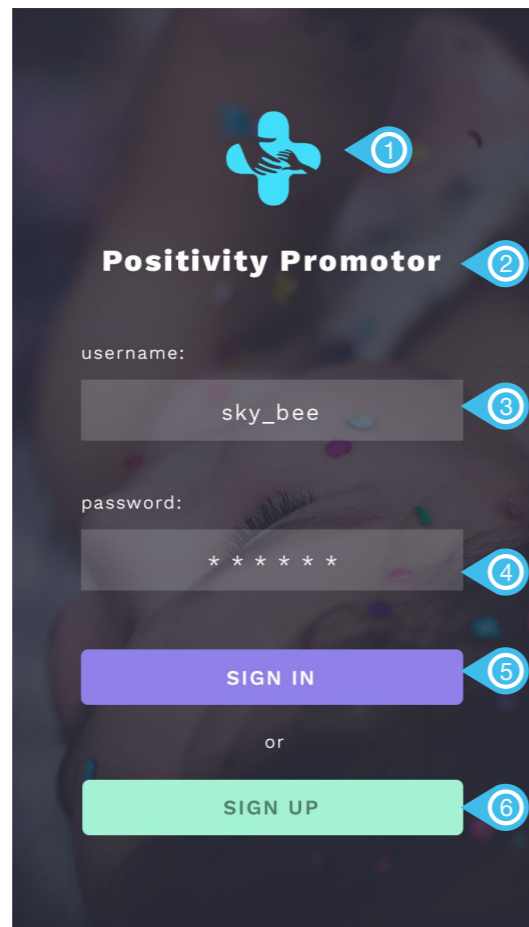 1
Positivity Promotor
2
username:
sky_bee
3
password:
* * * * * *
4
SIGN IN
5
or
SIGN UP
6